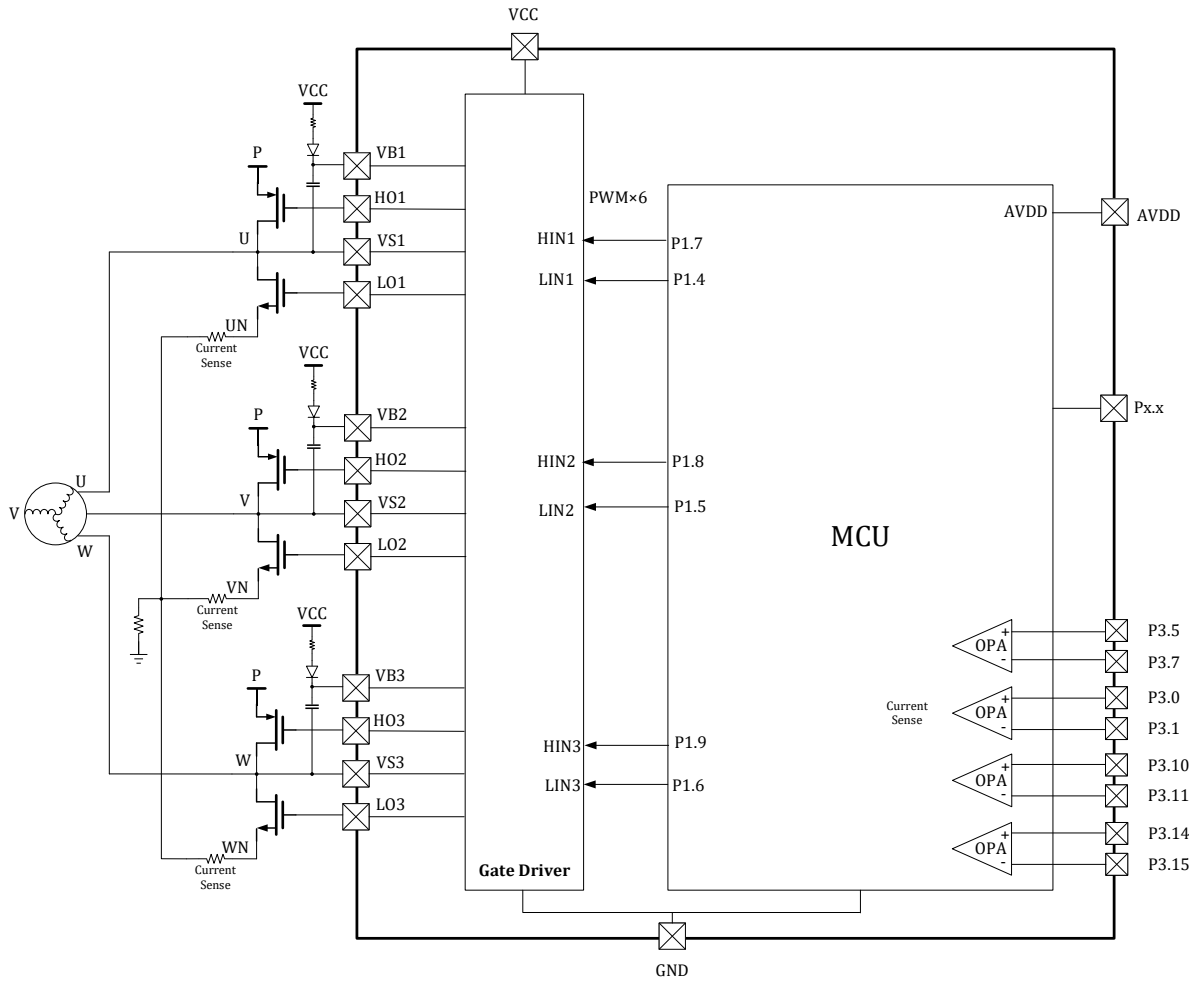 VCC
VCC
P
VB1
HO1
PWM×6
AVDD
AVDD
U
VS1
HIN1
P1.7
LO1
LIN1
P1.4
UN
Current
Sense
VCC
P
VB2
Px.x
HO2
HIN2
P1.8
U
V
VS2
LIN2
P1.5
V
MCU
W
LO2
VN
Current
Sense
VCC
P3.5
+
OPA
-
P3.7
P
VB3
P3.0
+
Current
Sense
OPA
-
P3.1
HO3
HIN3
P1.9
W
VS3
P3.10
+
OPA
-
P3.11
LIN3
P1.6
LO3
P3.14
+
OPA
-
P3.15
WN
Current
Sense
Gate Driver
GND